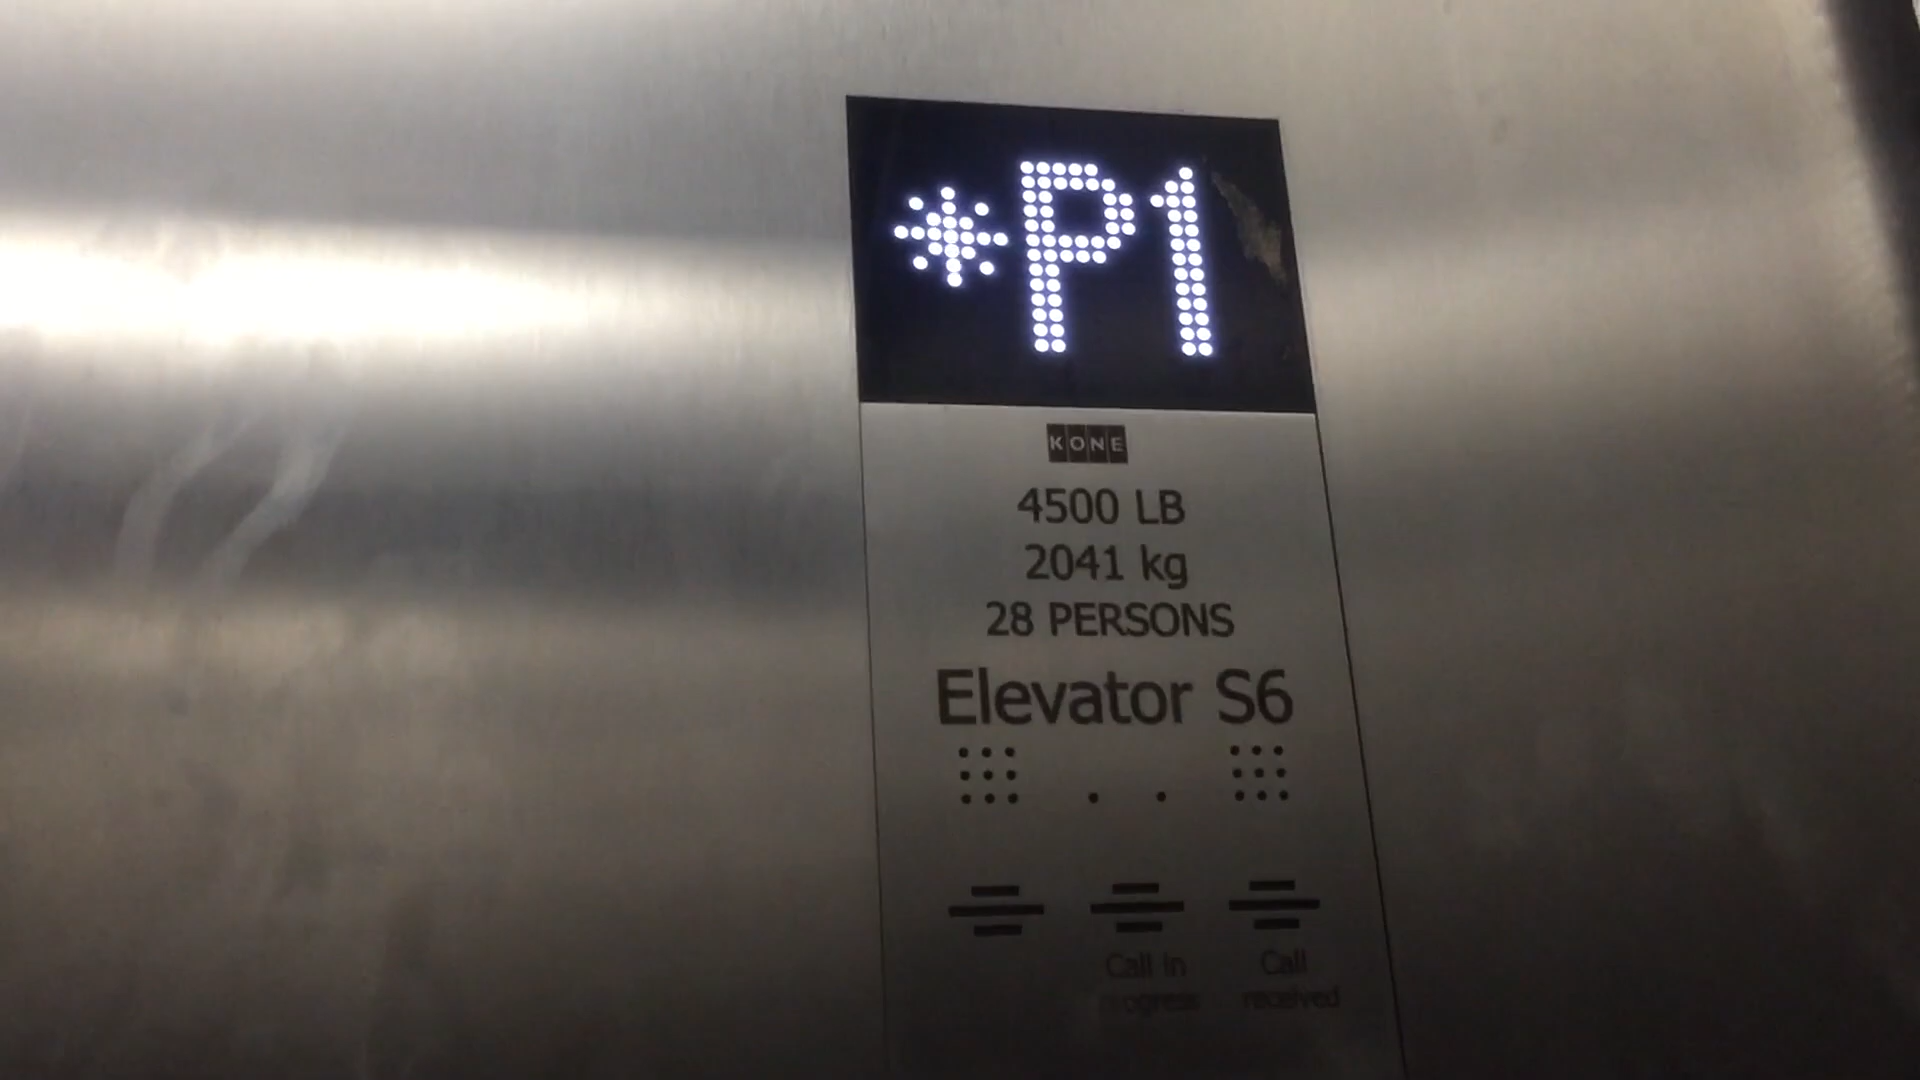 *P1
KONE
4500 LB
2041 kg
28 PERSONS
Elevator S6
Call in
progress
Call
received